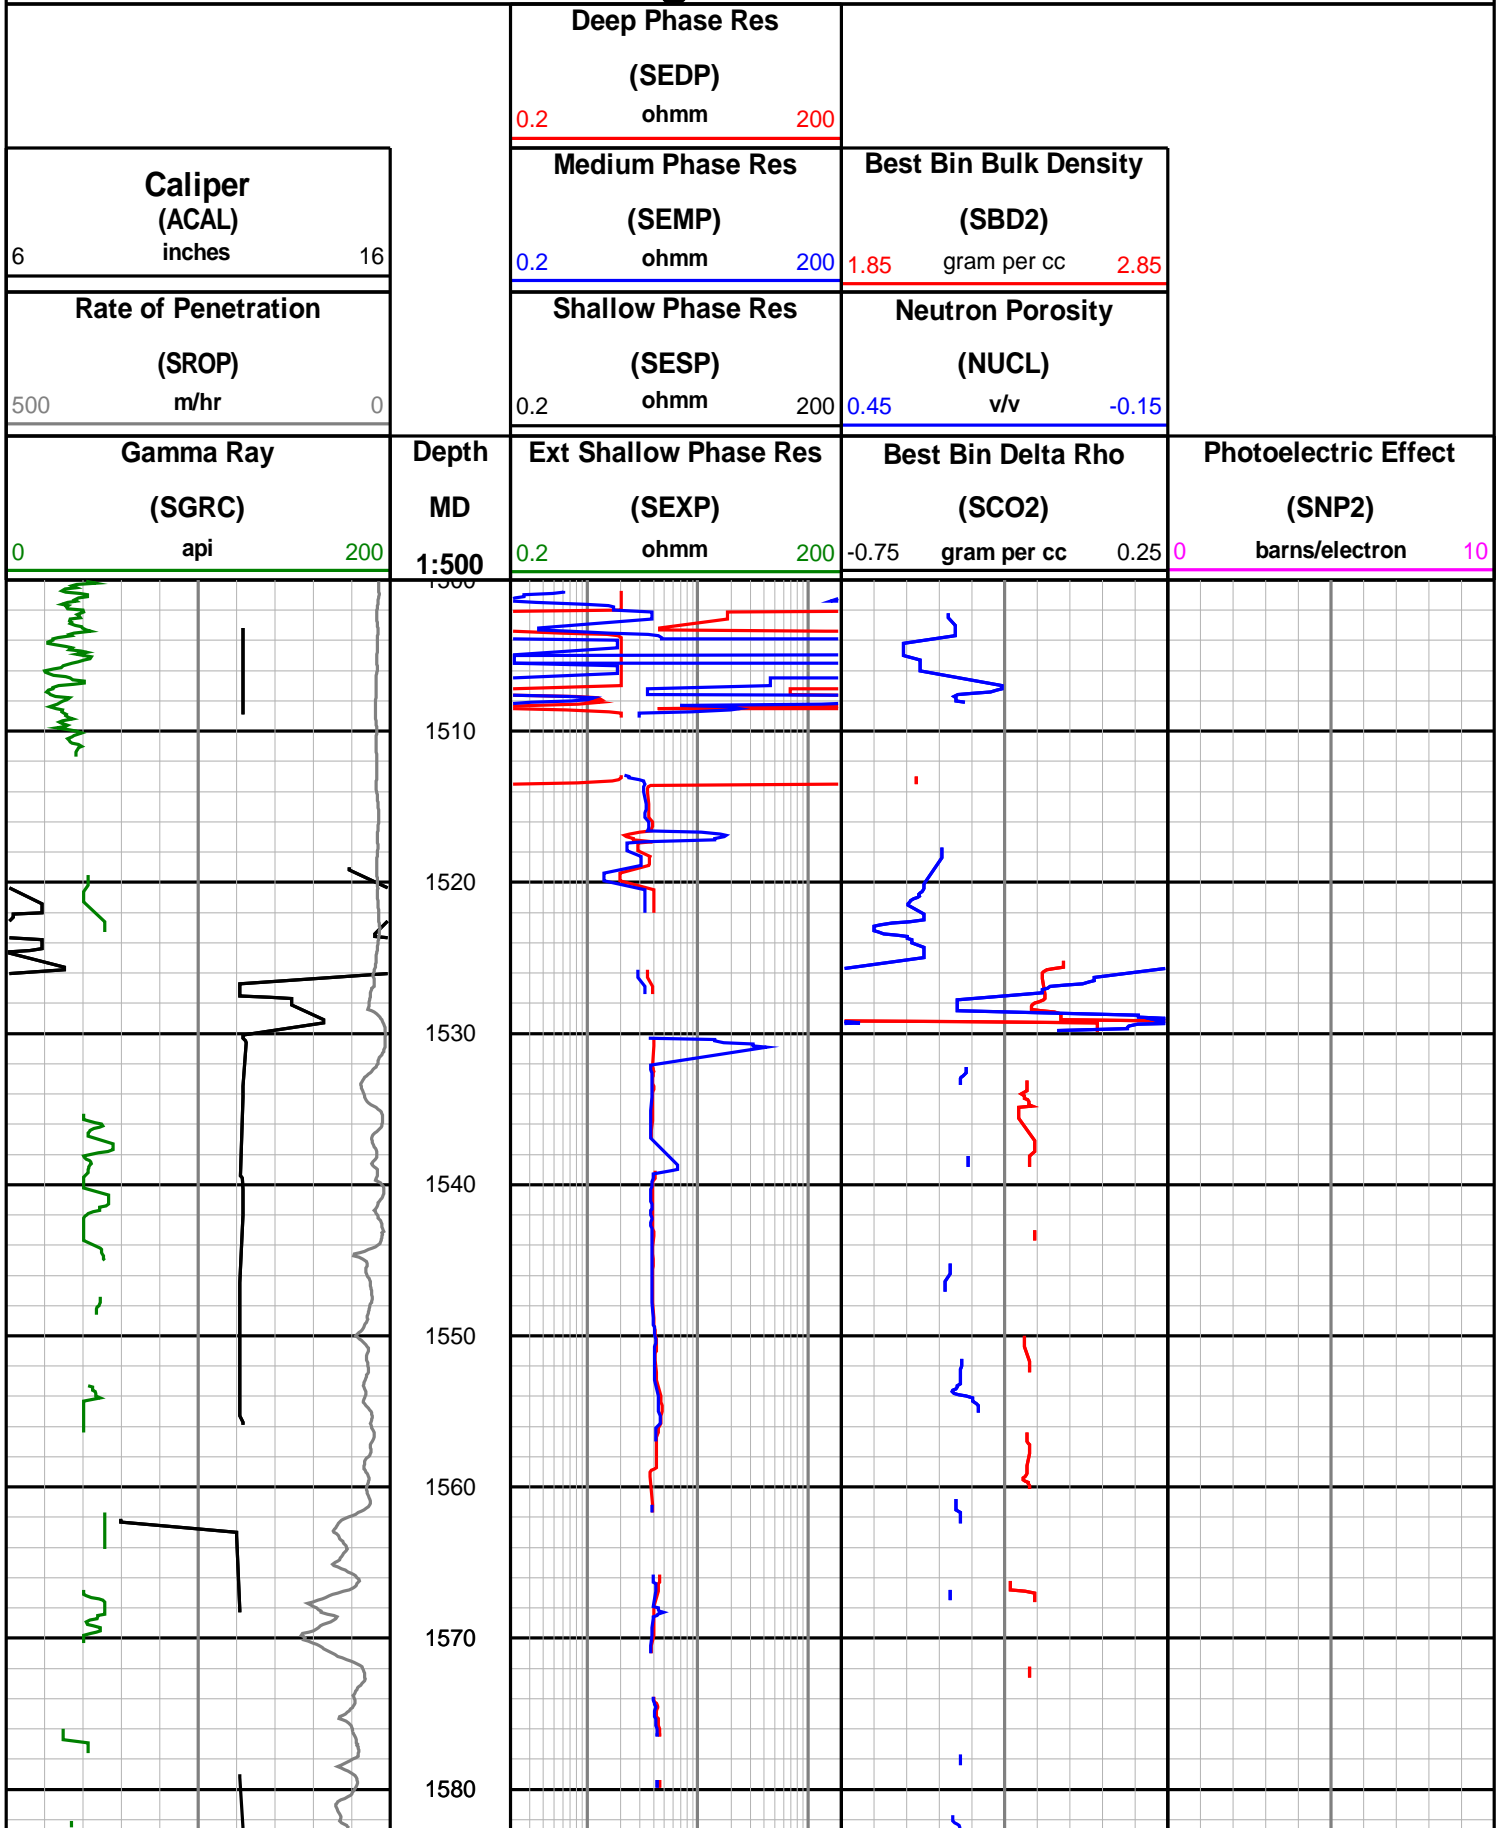 Deep Phase Res
(SEDP)
0.2 ohmm 200
Caliper
(ACAL)
6 inches 16
Medium Phase Res
(SEMP)
0.2 ohmm 200
Best Bin Bulk Density
(SBD2)
1.85 gram per cc 2.85
Rate of Penetration
(SROP)
500 m/hr 0
Shallow Phase Res
(SESP)
0.2 ohmm 200
Neutron Porosity
(NUCL)
0.45 v/v -0.15
Gamma Ray
(SGRC)
0 api 200
Depth
MD
1:500
Ext Shallow Phase Res
(SEXP)
0.2 ohmm 200
Best Bin Delta Rho
(SCO2)
-0.75 gram per cc 0.25
Photoelectric Effect
(SNP2)
0 barns/electron 10
1500
1510
1520
1530
1540
1550
1560
1570
1580